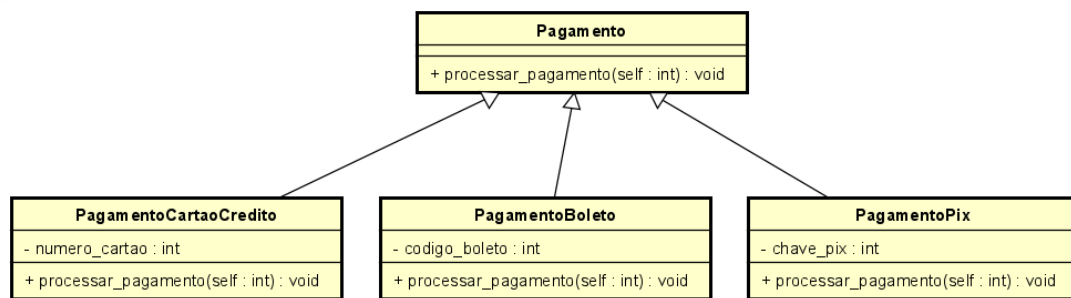 Pagamento
+ processar_pagamento(self : int) : void
PagamentoCartaoCredito
- numero_cartao : int
+ processar_pagamento(self : int) : void
PagamentoBoleto
- codigo_boleto : int
+ processar_pagamento(self : int) : void
PagamentoPix
- chave_pix : int
+ processar_pagamento(self : int) : void